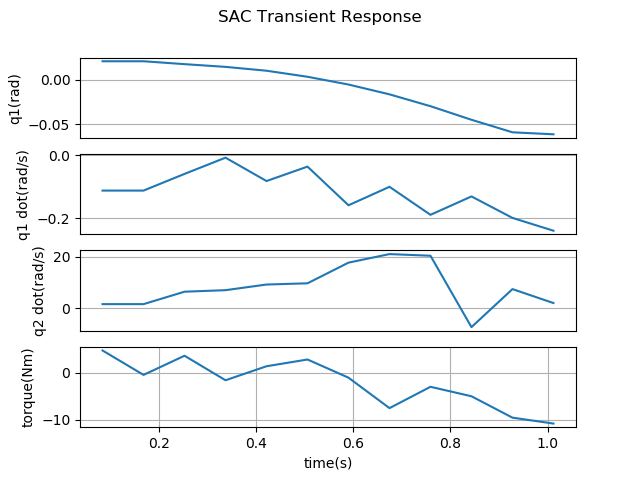 SAC Transient Response
q1(rad)
0.00
−0.05
q1 dot(rad/s)
0.0
−0.2
q2 dot(rad/s)
20
0
torque(Nm)
0
−10
0.2 0.4 0.6 0.8 1.0
time(s)